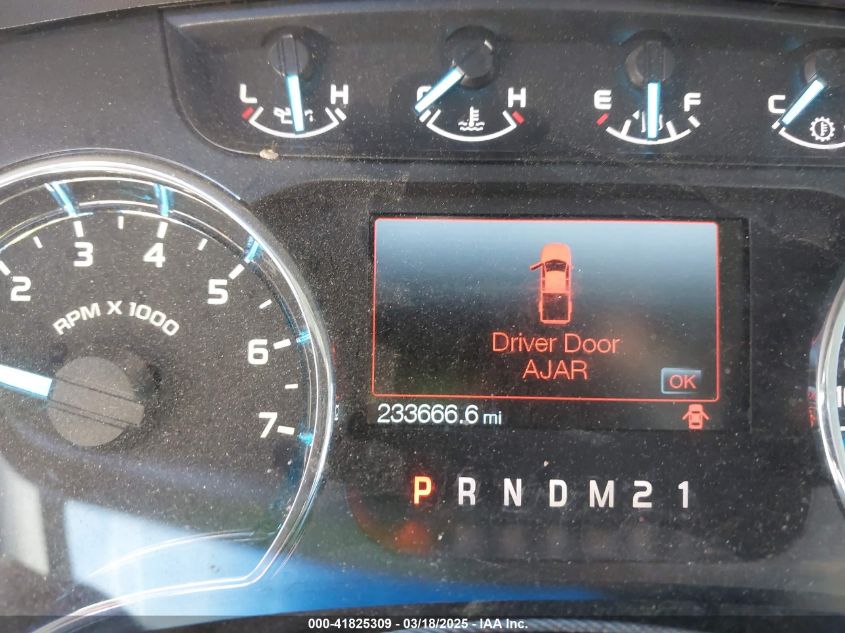 L H C H E F C
2 3 4 5 6 7
RPM X 1000
Driver Door
AJAR
OK
233666.6 mi
P R N D M 2 1
000-41825309 - 03/18/2025 - IAA Inc.